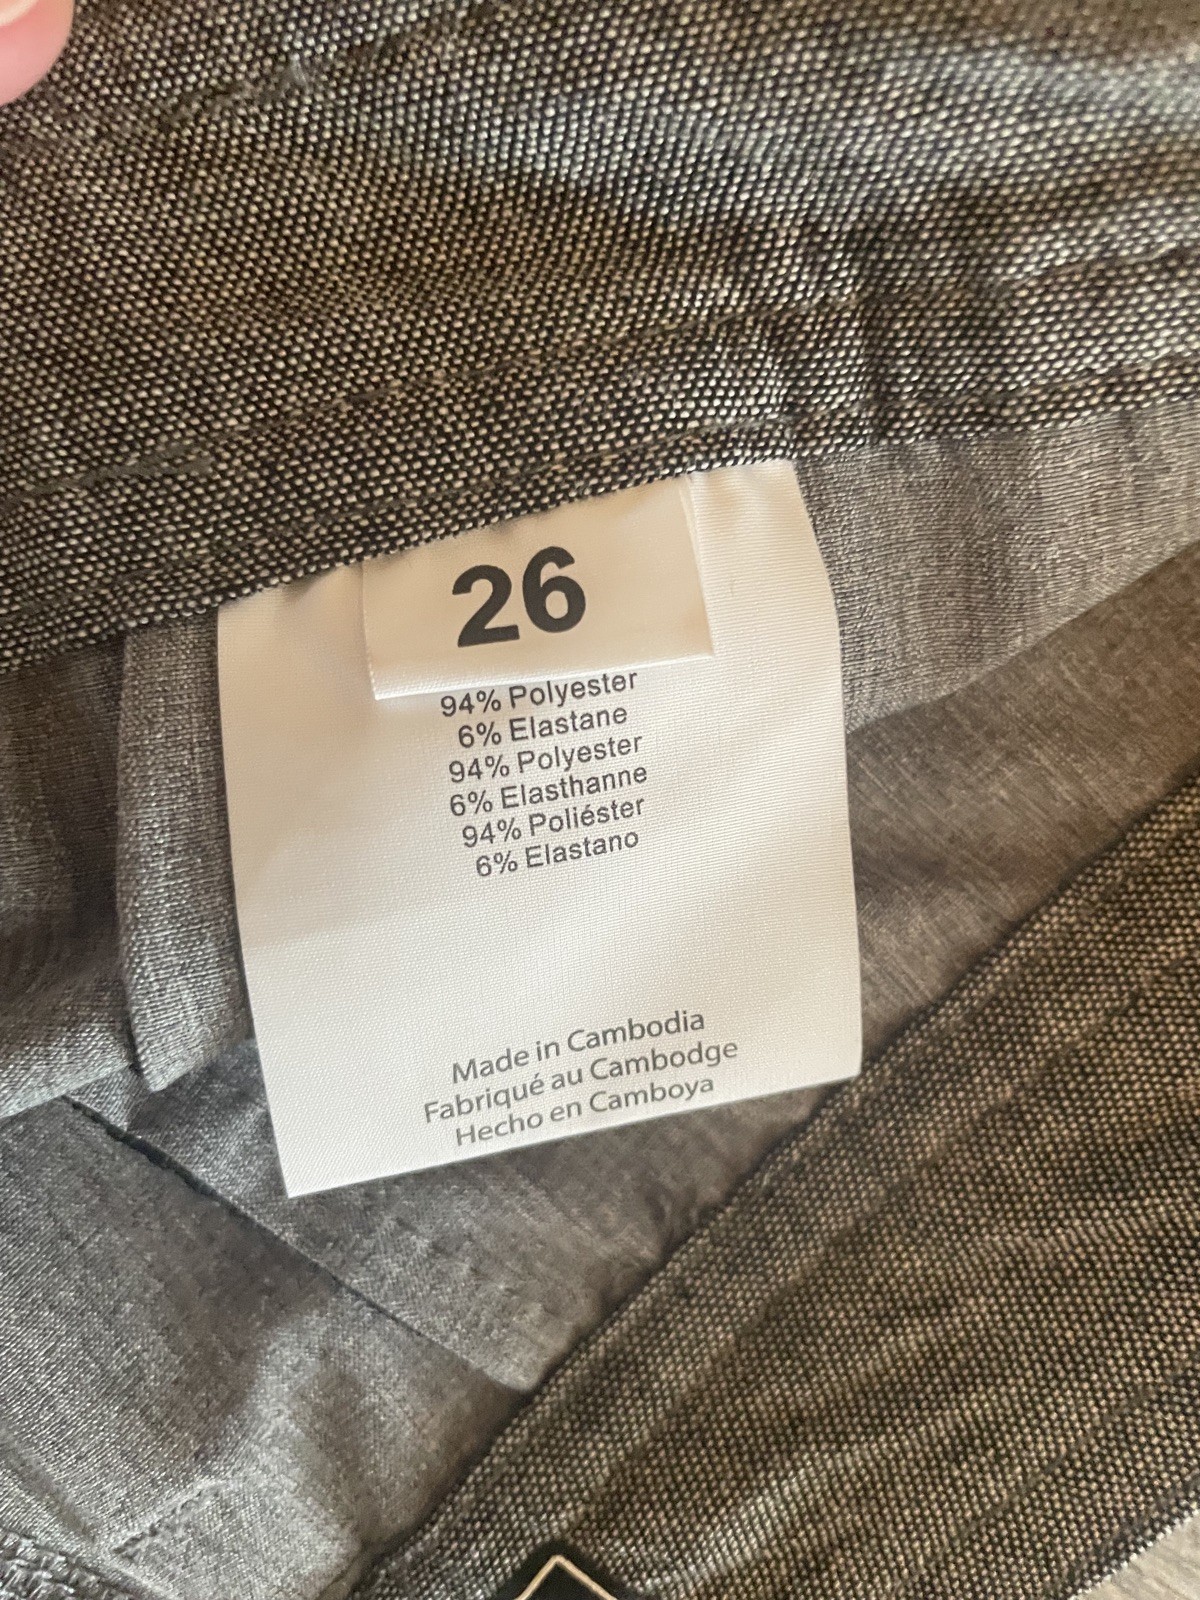 26
94% Polyester
6% Elastane
94% Polyester
6% Elasthanne
94% Poliéster
6% Elastano
Made in Cambodia
Fabriqué au Cambodge
Hecho en Camboya